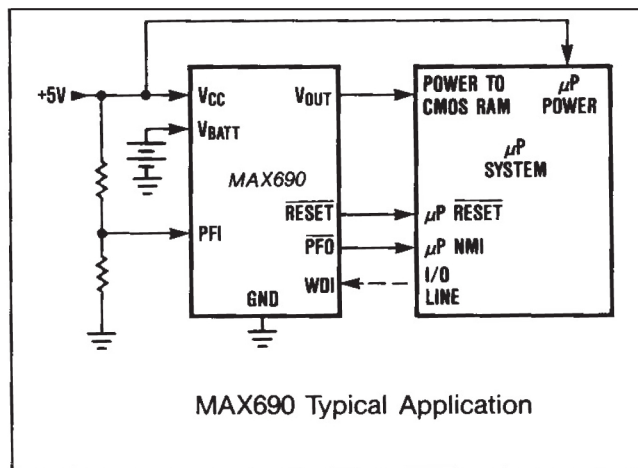 +5V
VCC
VBATT
PFI
MAX690
VOUT
RESET
PFO
WDI
GND
POWER TO
CMOS RAM
µP
POWER
µP
SYSTEM
µP RESET
µP NMI
I/O
LINE
MAX690 Typical Application